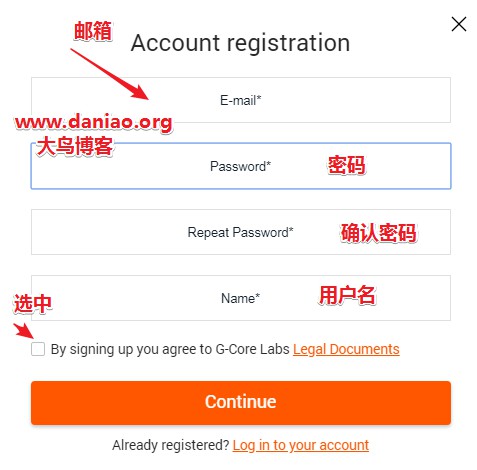 邮箱
Account registration
E-mail*
www.daniao.org
大鸟博客
Password* 密码
Repeat Password* 确认密码
Name* 用户名
选中
By signing up you agree to G-Core Labs Legal Documents
Continue
Already registered? Log in to your account